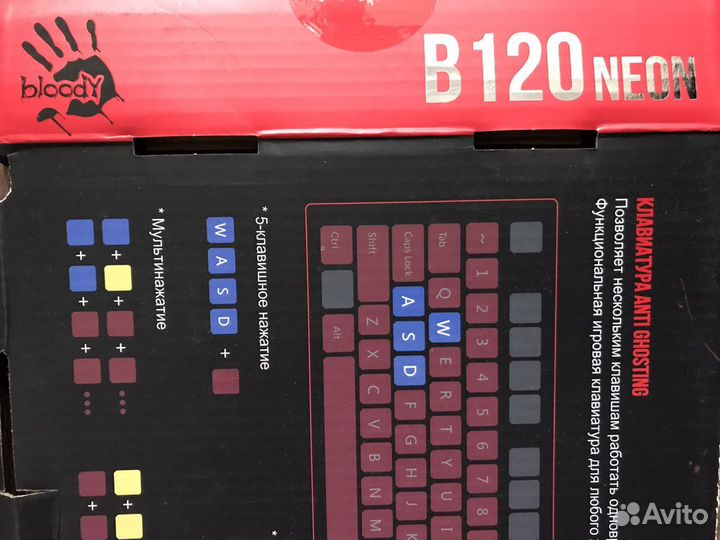 bloody
B120 NEON
КЛАВИАТУРА ANTI GHOSTING
Позволяет нескольким клавишам работать
Функциональная игровая клавиатура для любого
~ 1 2 3 4 5 6 7 8
Tab Q W E R T Y U I
Caps Lock A S D F G H J K
Shift Z X C V B N M
Ctrl Alt
* 5-клавишное нажатие
W A S D +
* Мультинажатие
+ +
+ +
+ +
+ +
*
Avito